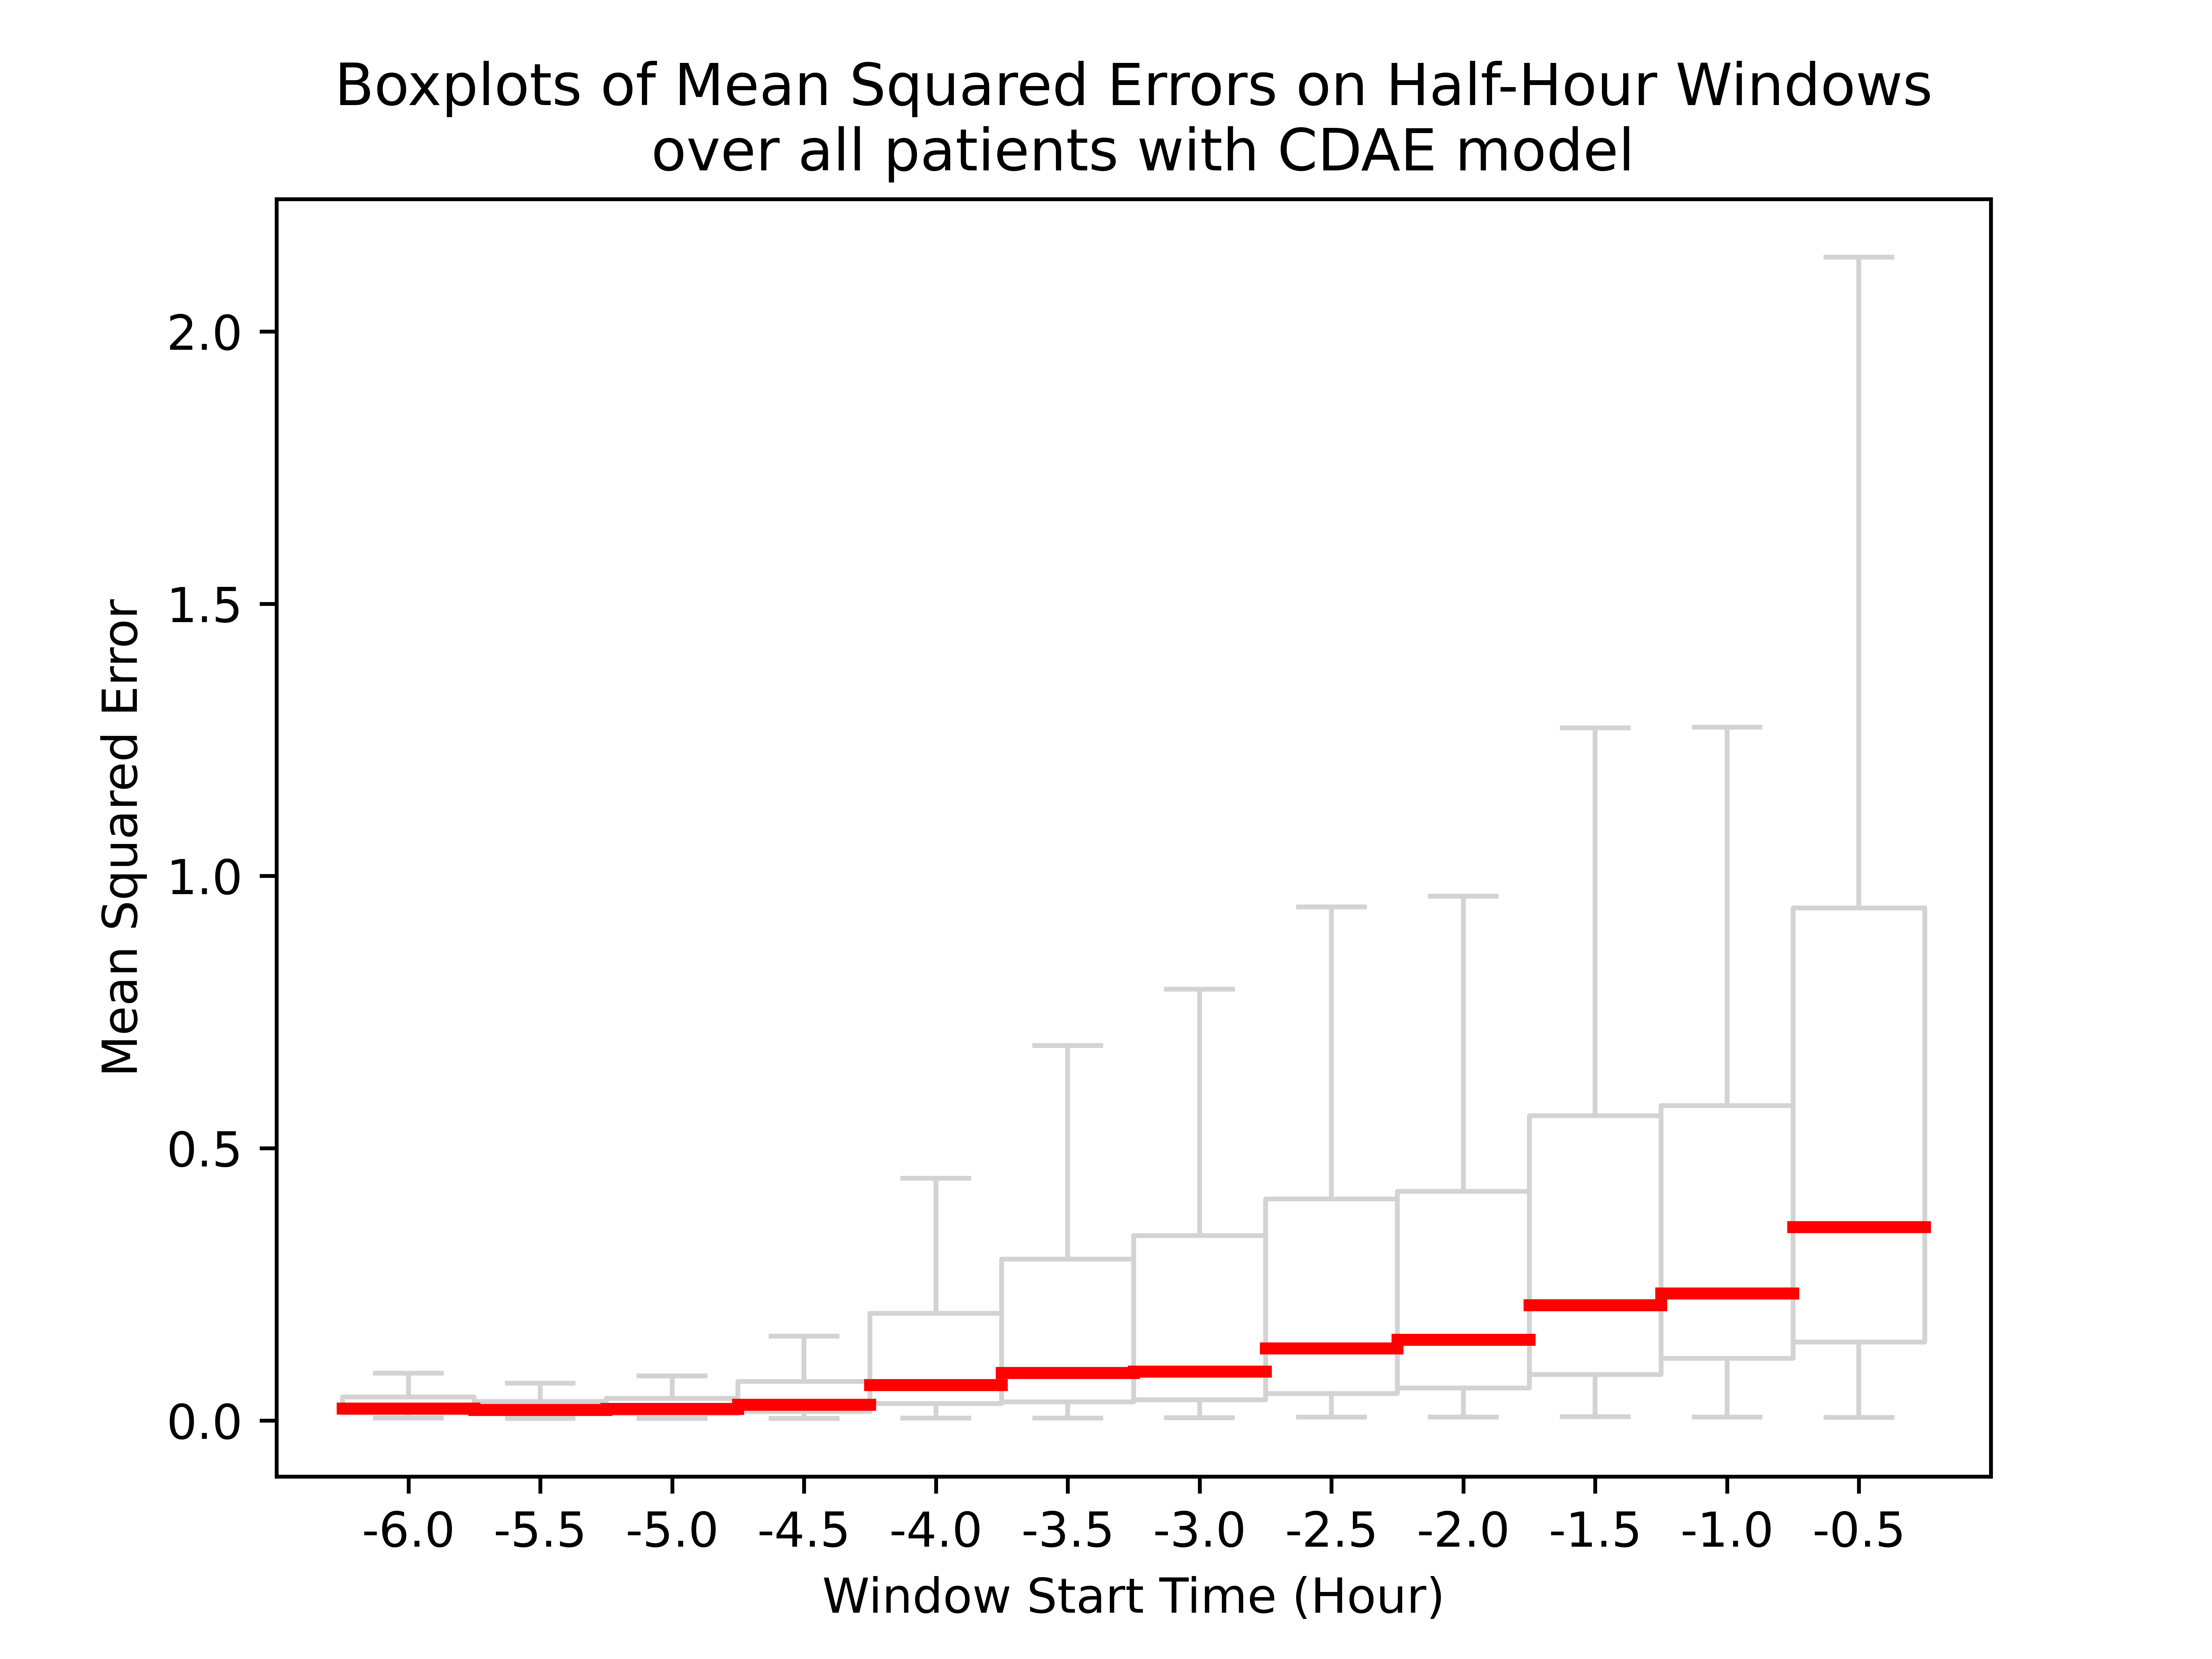 Boxplots of Mean Squared Errors on Half-Hour Windows
over all patients with CDAE model
Mean Squared Error
2.0
1.5
1.0
0.5
0.0
-6.0 -5.5 -5.0 -4.5 -4.0 -3.5 -3.0 -2.5 -2.0 -1.5 -1.0 -0.5
Window Start Time (Hour)